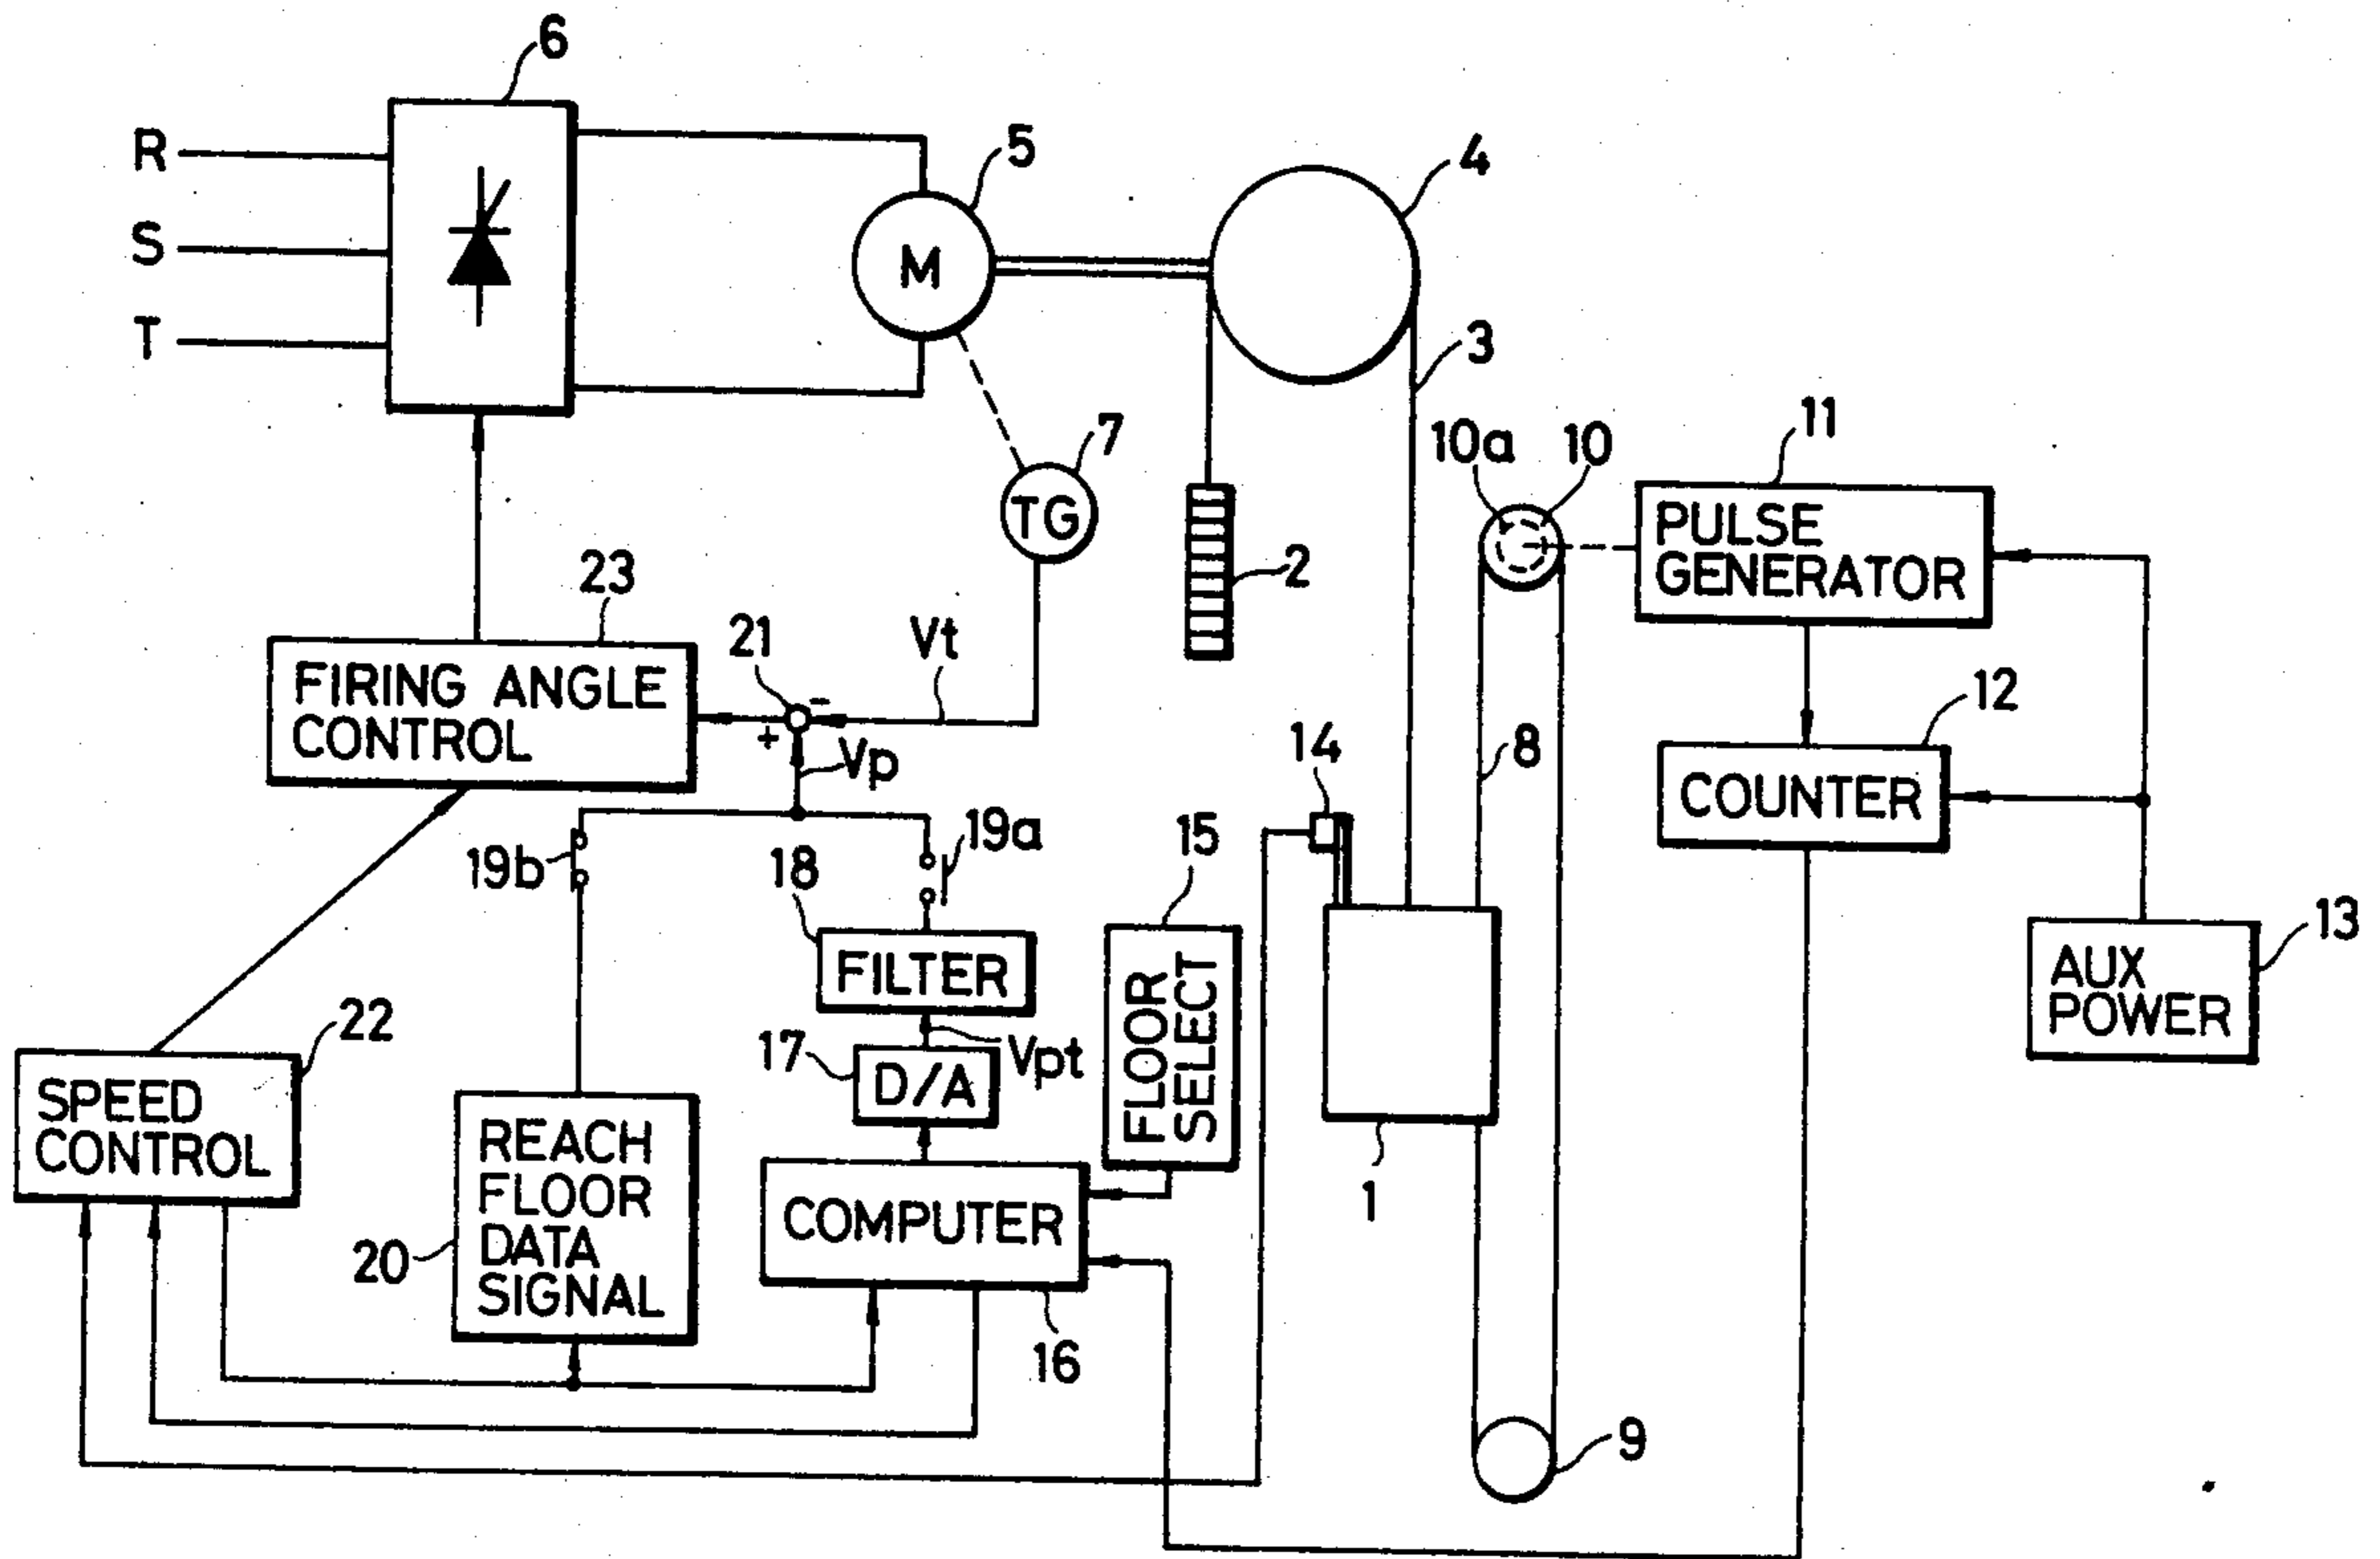 6
R
S
T
5
M
4
3
7
TG
10a
10
11
PULSE
GENERATOR
2
23
FIRING ANGLE
CONTROL
21
Vt
-
+
Vp
14
8
12
COUNTER
15
19b
19a
18
FILTER
FLOOR
SELECT
13
AUX
POWER
22
SPEED
CONTROL
17
D/A
Vpt
REACH
FLOOR
DATA
SIGNAL
20
COMPUTER
1
16
9